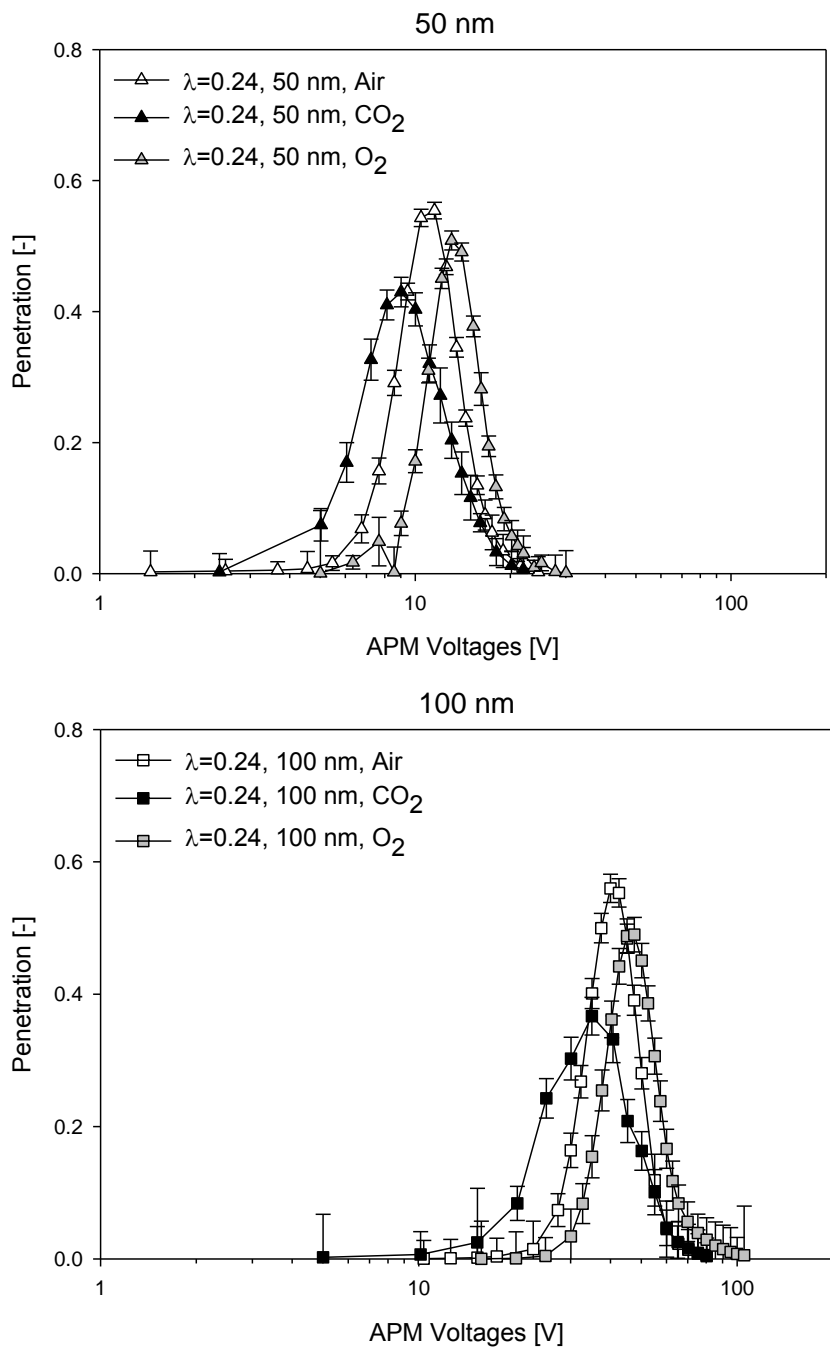 50 nm
0.8
λ=0.24, 50 nm, Air
λ=0.24, 50 nm, CO2
λ=0.24, 50 nm, O2
0.6
0.4
0.2
0.0
Penetration [-]
1 10 100
APM Voltages [V]
100 nm
0.8
λ=0.24, 100 nm, Air
λ=0.24, 100 nm, CO2
λ=0.24, 100 nm, O2
0.6
0.4
0.2
0.0
Penetration [-]
1 10 100
APM Voltages [V]